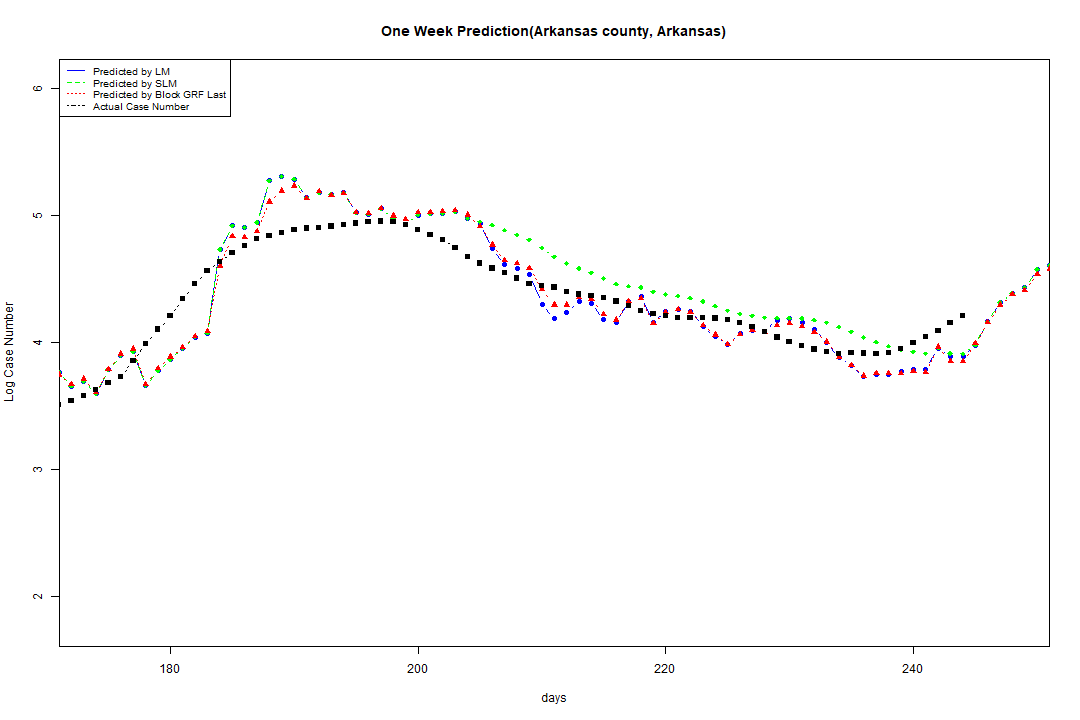 One Week Prediction(Arkansas county, Arkansas)
Predicted by LM
Predicted by SLM
Predicted by Block GRF Last
Actual Case Number
6
5
4
3
2
Log Case Number
180 200 220 240
days